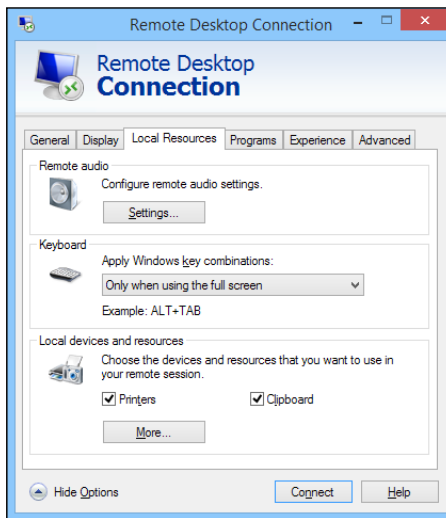 Remote Desktop Connection
Remote Desktop
Connection
General Display Local Resources Programs Experience Advanced
Remote audio
Configure remote audio settings.
Settings...
Keyboard
Apply Windows key combinations:
Only when using the full screen
Example: ALT+TAB
Local devices and resources
Choose the devices and resources that you want to use in
your remote session.
Printers Clipboard
More...
Hide Options Connect Help